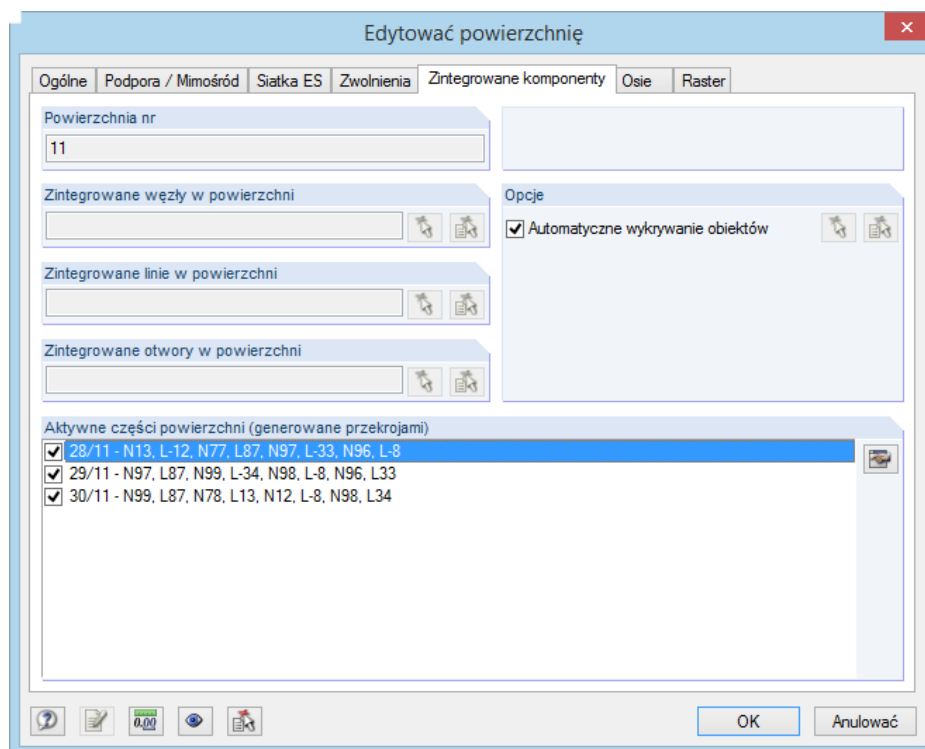 Edytować powierzchnię
Ogólne Podpora / Mimośród Siatka ES Zwolnienia Zintegrowane komponenty Osie Raster
Powierzchnia nr
11
Zintegrowane węzły w powierzchni
Opcje
Automatyczne wykrywanie obiektów
Zintegrowane linie w powierzchni
Zintegrowane otwory w powierzchni
Aktywne części powierzchni (generowane przekrojami)
28/11 - N13, L-12, N77, L87, N97, L-33, N96, L-8
29/11 - N97, L87, N99, L-34, N98, L-8, N96, L33
30/11 - N99, L87, N78, L13, N12, L-8, N98, L34
0.00
OK Anulować